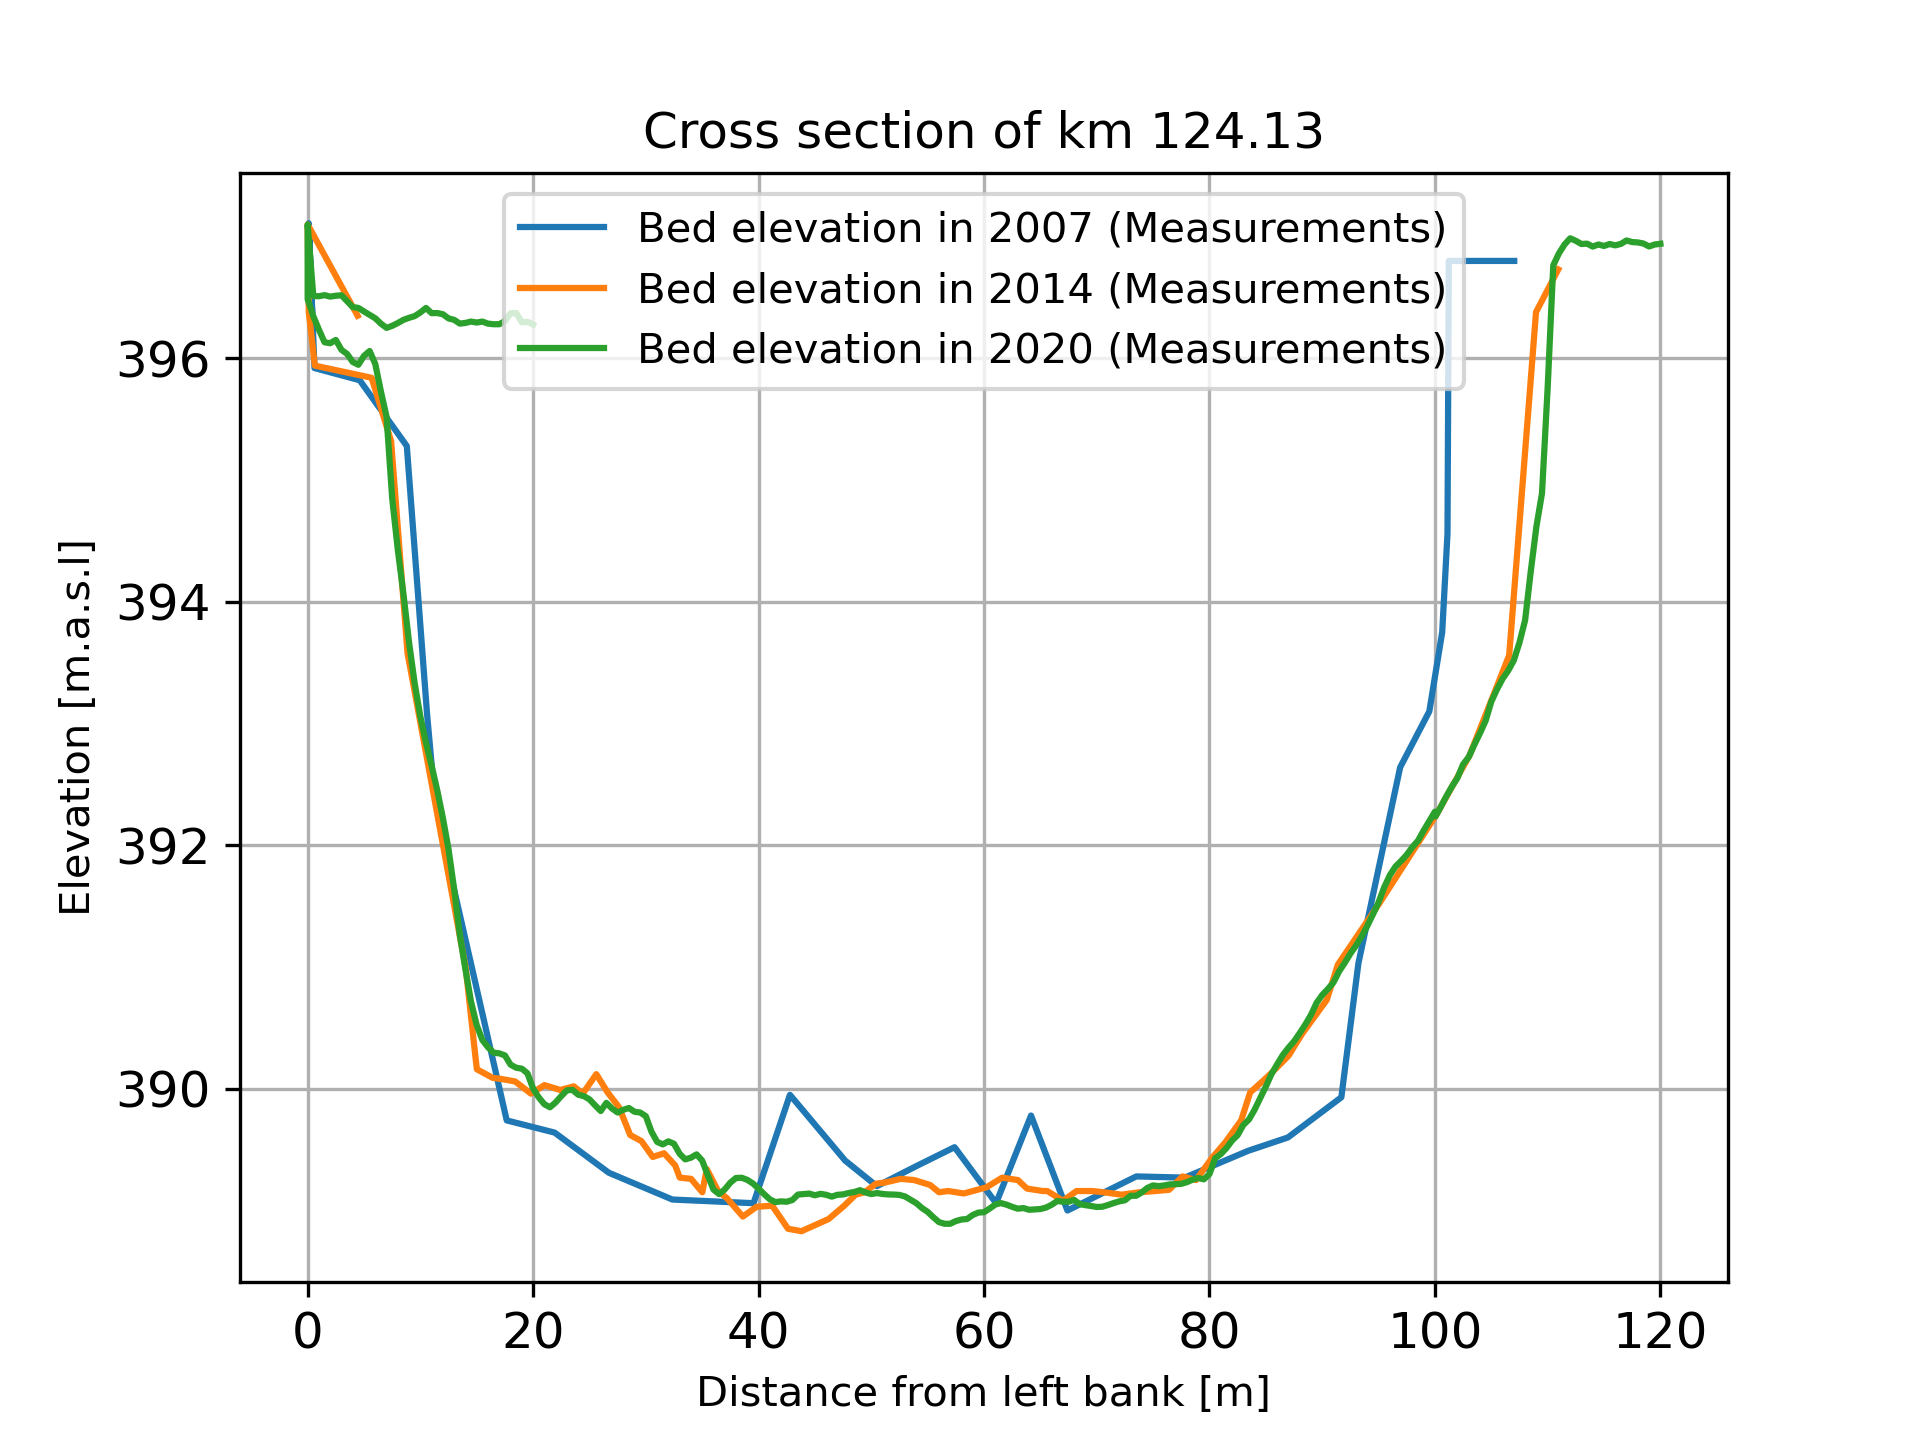 Cross section of km 124.13
Bed elevation in 2007 (Measurements)
Bed elevation in 2014 (Measurements)
Bed elevation in 2020 (Measurements)
Elevation [m.a.s.l]
396
394
392
390
0 20 40 60 80 100 120
Distance from left bank [m]